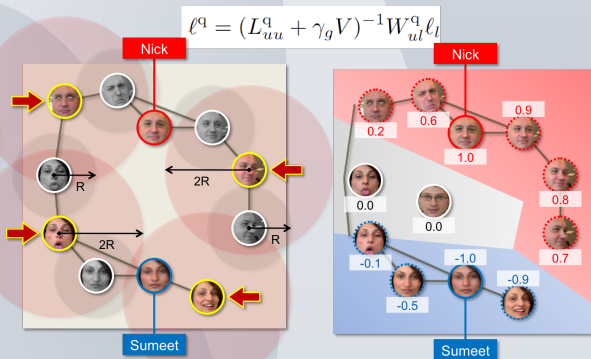 ℓ^q = (L^q_uu + γ_g V)^−1 W^q_ul ℓ_l
Nick
R
2R
2R
R
Sumeet
Nick
0.2
0.6
0.9
1.0
0.8
0.7
0.0
0.0
-0.1
-0.5
-1.0
-0.9
Sumeet